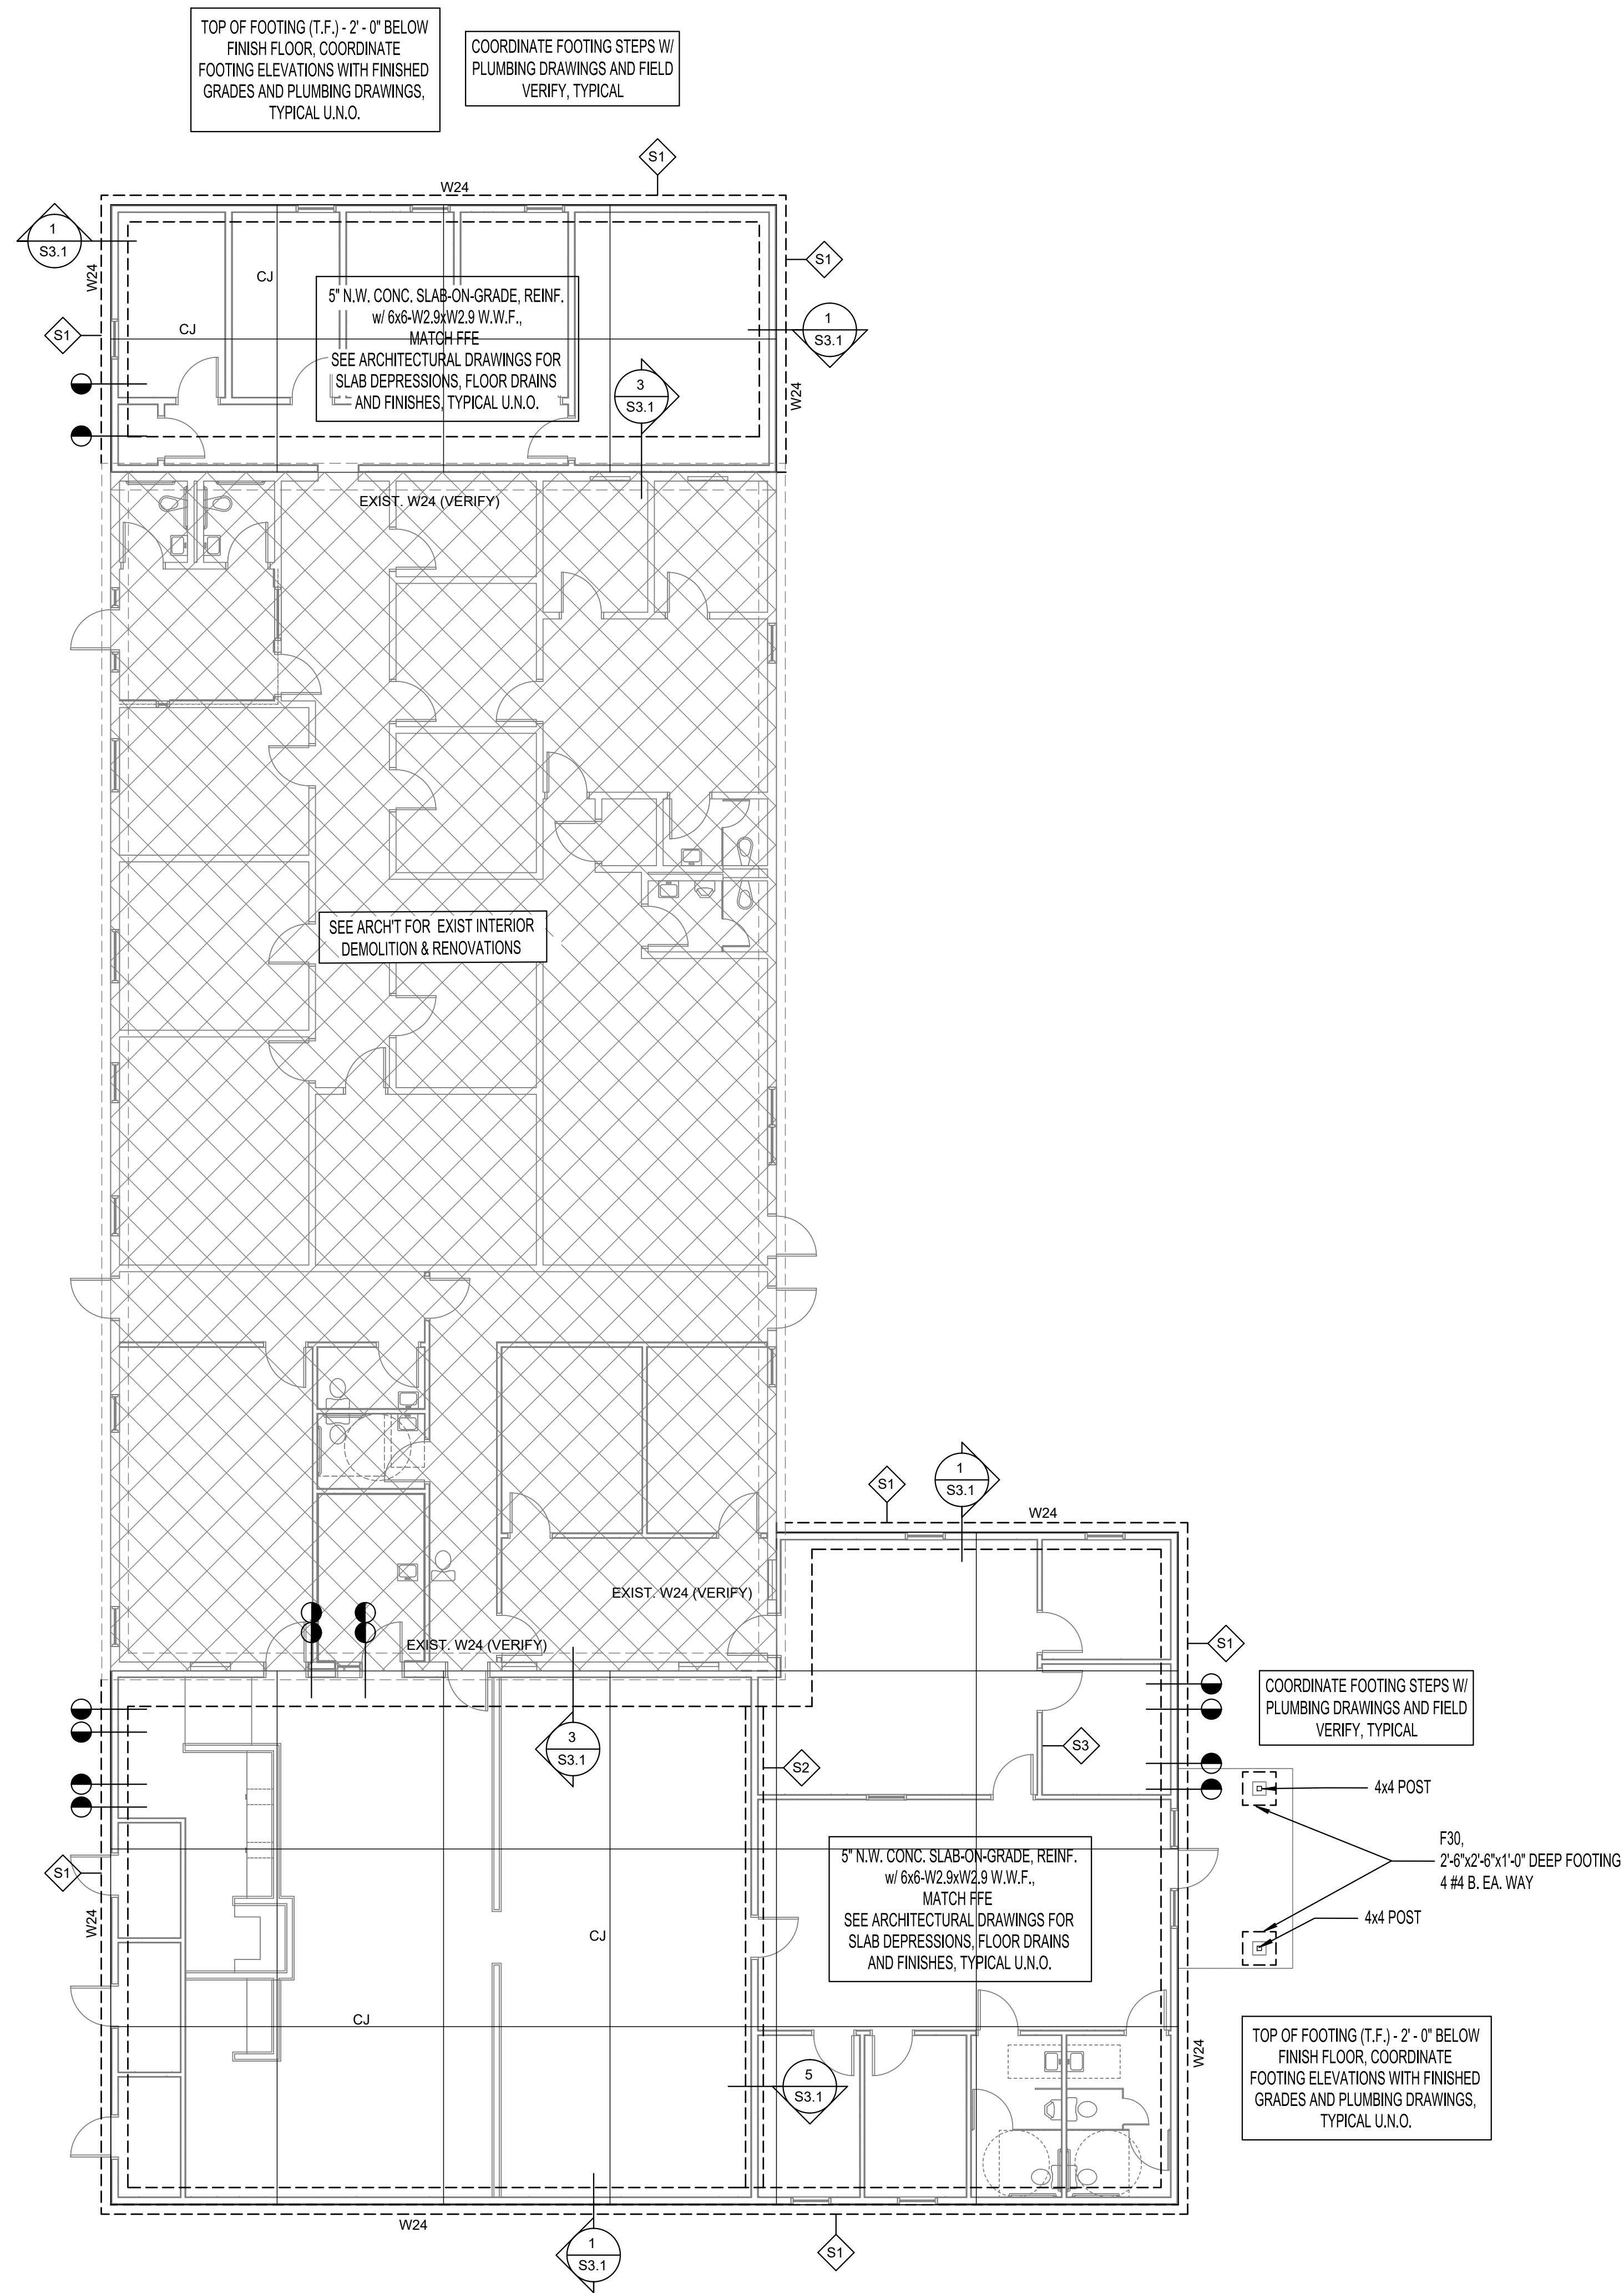 TOP OF FOOTING (T.F.) - 2' - 0" BELOW
FINISH FLOOR, COORDINATE
FOOTING ELEVATIONS WITH FINISHED
GRADES AND PLUMBING DRAWINGS,
TYPICAL U.N.O.
COORDINATE FOOTING STEPS W/
PLUMBING DRAWINGS AND FIELD
VERIFY, TYPICAL
S1
W24
1
S3.1
W24
S1
S1
CJ
CJ
5" N.W. CONC. SLAB-ON-GRADE, REINF.
w/ 6x6-W2.9xW2.9 W.W.F.,
MATCH FFE
SEE ARCHITECTURAL DRAWINGS FOR
SLAB DEPRESSIONS, FLOOR DRAINS
AND FINISHES, TYPICAL U.N.O.
1
S3.1
3
S3.1
W24
EXIST. W24 (VERIFY)
SEE ARCH'T FOR EXIST INTERIOR
DEMOLITION & RENOVATIONS
1
S3.1
S1
W24
EXIST. W24 (VERIFY)
EXIST. W24 (VERIFY)
S1
COORDINATE FOOTING STEPS W/
PLUMBING DRAWINGS AND FIELD
VERIFY, TYPICAL
3
S3.1
S2
S3
4x4 POST
F30,
2'-6"x2'-6"x1'-0" DEEP FOOTING
4 #4 B. EA. WAY
4x4 POST
S1
W24
5" N.W. CONC. SLAB-ON-GRADE, REINF.
w/ 6x6-W2.9xW2.9 W.W.F.,
MATCH FFE
SEE ARCHITECTURAL DRAWINGS FOR
SLAB DEPRESSIONS, FLOOR DRAINS
AND FINISHES, TYPICAL U.N.O.
CJ
CJ
W24
TOP OF FOOTING (T.F.) - 2' - 0" BELOW
FINISH FLOOR, COORDINATE
FOOTING ELEVATIONS WITH FINISHED
GRADES AND PLUMBING DRAWINGS,
TYPICAL U.N.O.
5
S3.1
W24
1
S3.1
S1